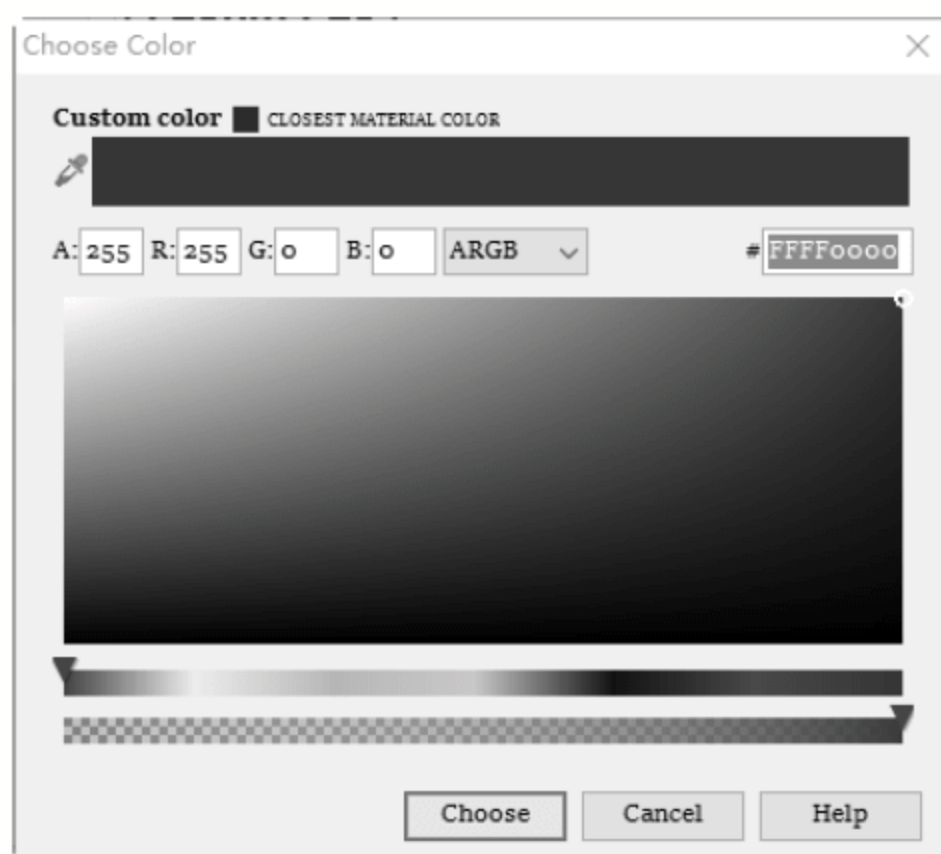 Choose Color
Custom color CLOSEST MATERIAL COLOR
A: 255 R: 255 G: 0 B: 0 ARGB # FFFF0000
Choose Cancel Help